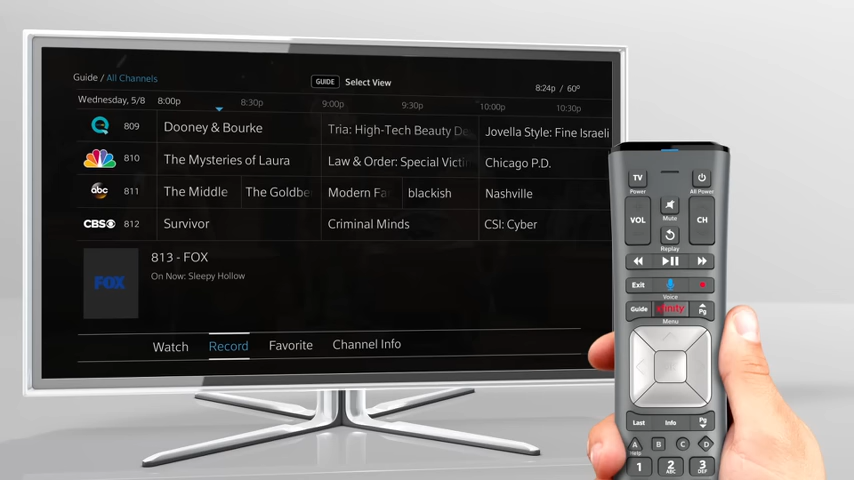 Guide / All Channels
GUIDE Select View
8:24p / 60°
Wednesday, 5/8 8:00p 8:30p 9:00p 9:30p 10:00p 10:30p
809 Dooney & Bourke Tria: High-Tech Beauty De Jovella Style: Fine Israeli
NBC 810 The Mysteries of Laura Law & Order: Special Victi Chicago P.D.
abc 811 The Middle The Goldbe Modern Fa blackish Nashville
CBS 812 Survivor Criminal Minds CSI: Cyber
FOX
813 - FOX
On Now: Sleepy Hollow
Watch Record Favorite Channel Info
TV
Power
All Power
VOL
Mute
CH
Replay
Exit
Voice
Guide xfinity Pg
Menu
Last Info Pg
A B C D
Help
1 2 3
ABC DEF